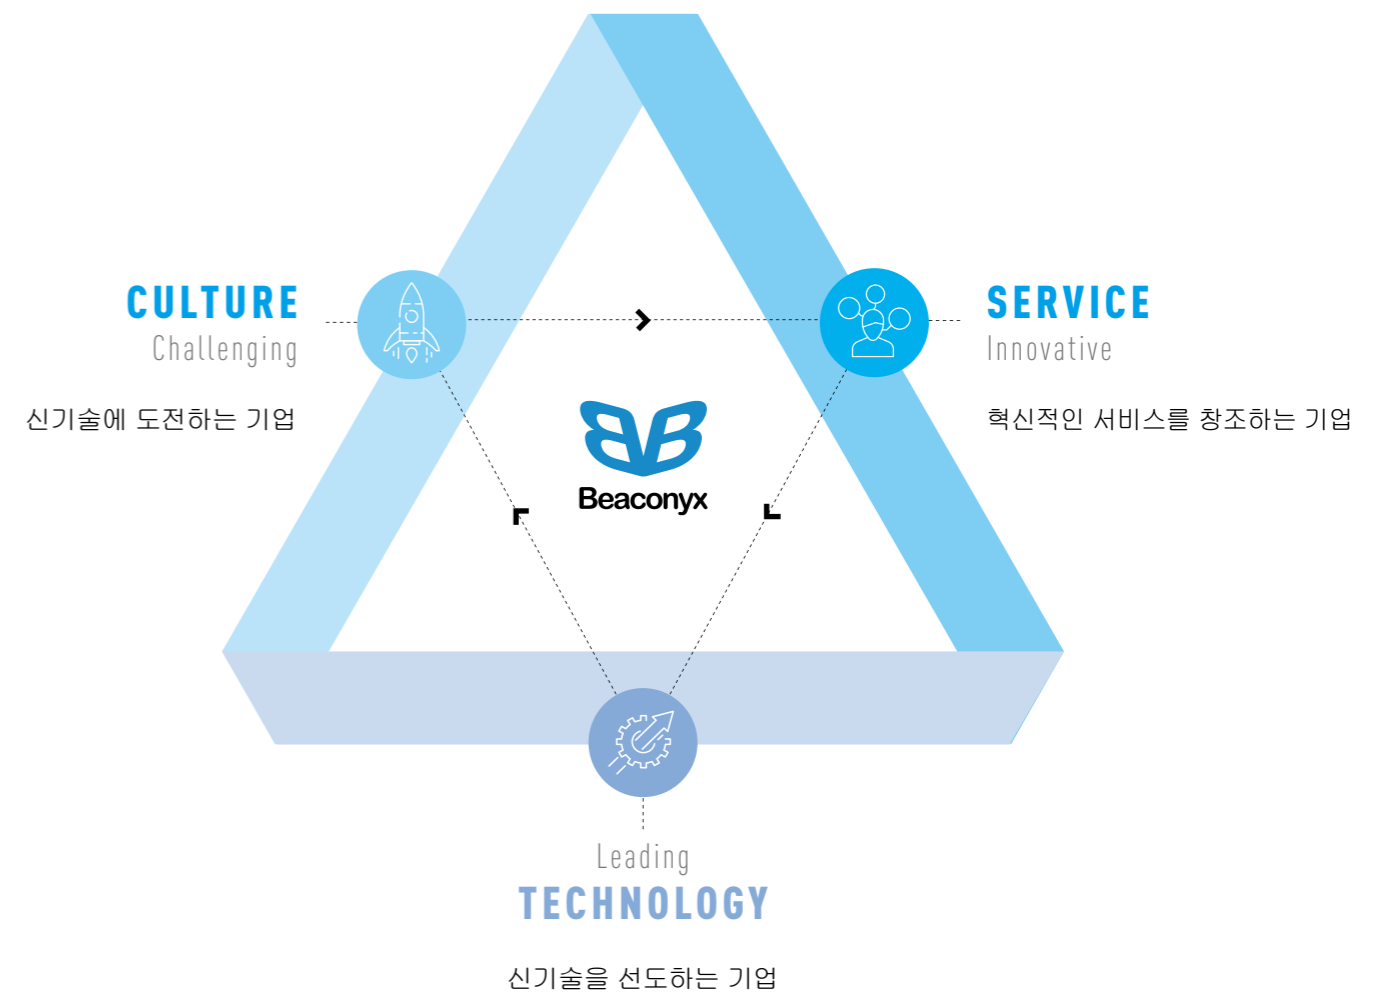 CULTURE
Challenging
신기술에 도전하는 기업
SERVICE
Innovative
혁신적인 서비스를 창조하는 기업
Beaconyx
Leading
TECHNOLOGY
신기술을 선도하는 기업